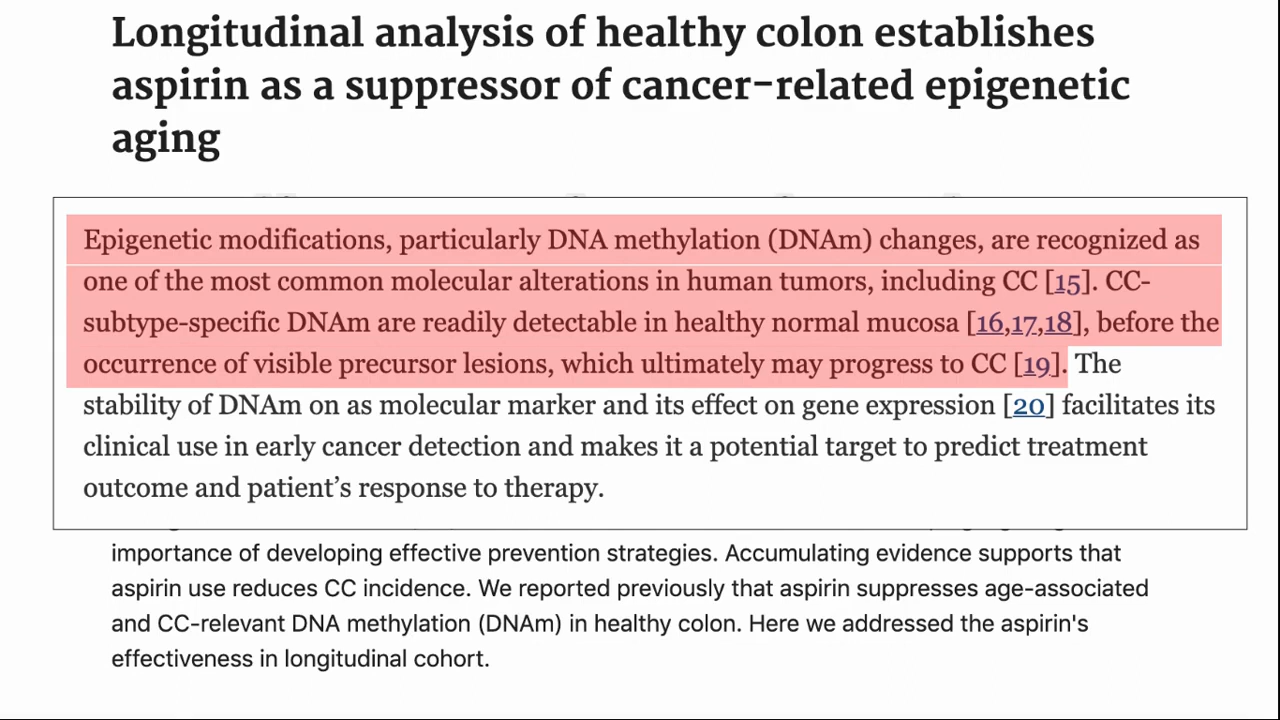 Longitudinal analysis of healthy colon establishes
aspirin as a suppressor of cancer-related epigenetic
aging
Epigenetic modifications, particularly DNA methylation (DNAm) changes, are recognized as
one of the most common molecular alterations in human tumors, including CC [15]. CC-
subtype-specific DNAm are readily detectable in healthy normal mucosa [16,17,18], before the
occurrence of visible precursor lesions, which ultimately may progress to CC [19]. The
stability of DNAm on as molecular marker and its effect on gene expression [20] facilitates its
clinical use in early cancer detection and makes it a potential target to predict treatment
outcome and patient’s response to therapy.
importance of developing effective prevention strategies. Accumulating evidence supports that
aspirin use reduces CC incidence. We reported previously that aspirin suppresses age-associated
and CC-relevant DNA methylation (DNAm) in healthy colon. Here we addressed the aspirin's
effectiveness in longitudinal cohort.